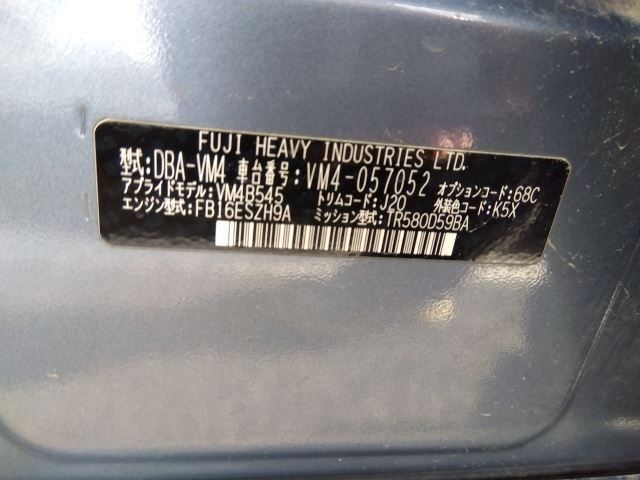 FUJI HEAVY INDUSTRIES LTD.
型式:DBA-VM4 車台番号:VM4-057052 オプションコード:68C
アプライドモデル:VM4B545 トリムコード:J20 外装色コード:K5X
エンジン型式:FB16ESZH9A ミッション型式:TR580D59BA